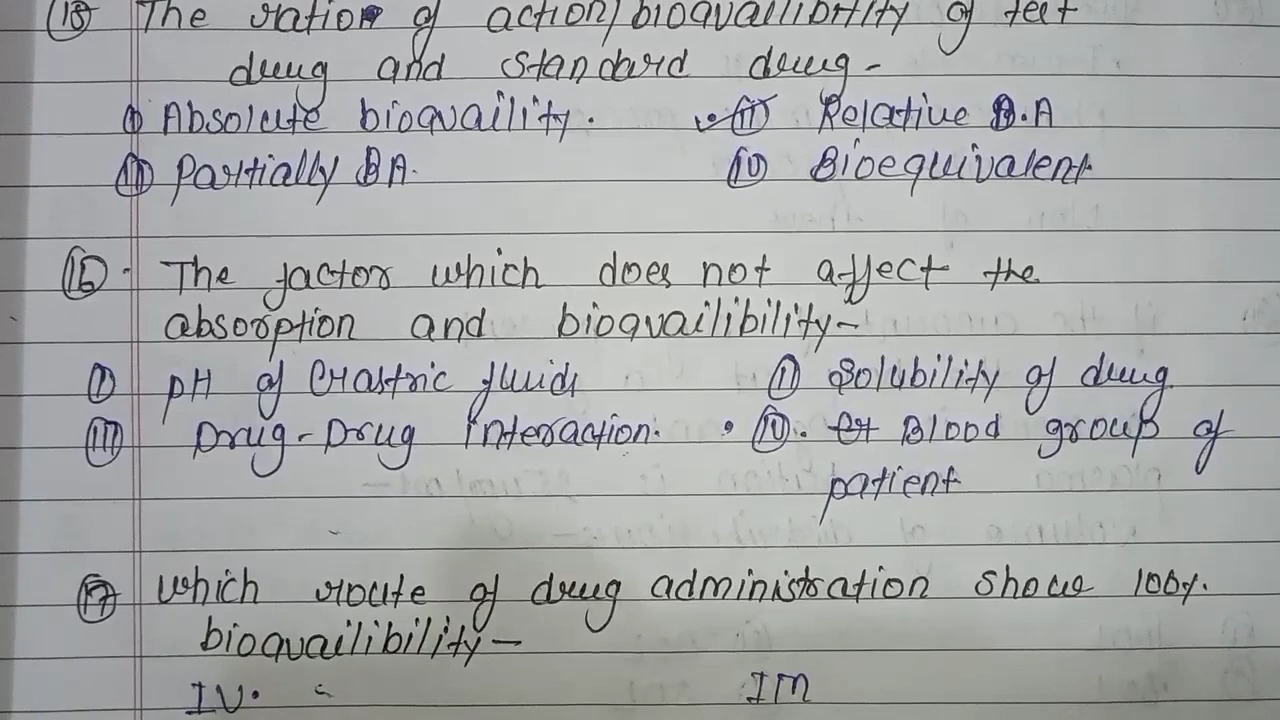 (15) The ration of action/bioavailibility of test
drug and standard drug-
(i) Absolute bioavaility. (ii) Relative B.A
(iii) Partially BA. (iv) Bioequivalent
(16). The factor which does not affect the
absorption and bioavailibility-
(i) pH of Gastric fluids (ii) Solubility of drug
(iii) Drug-Drug interaction. (iv). Blood group of
patient
(17) which route of drug administration show 100%.
bioavailibility-
IV. IM